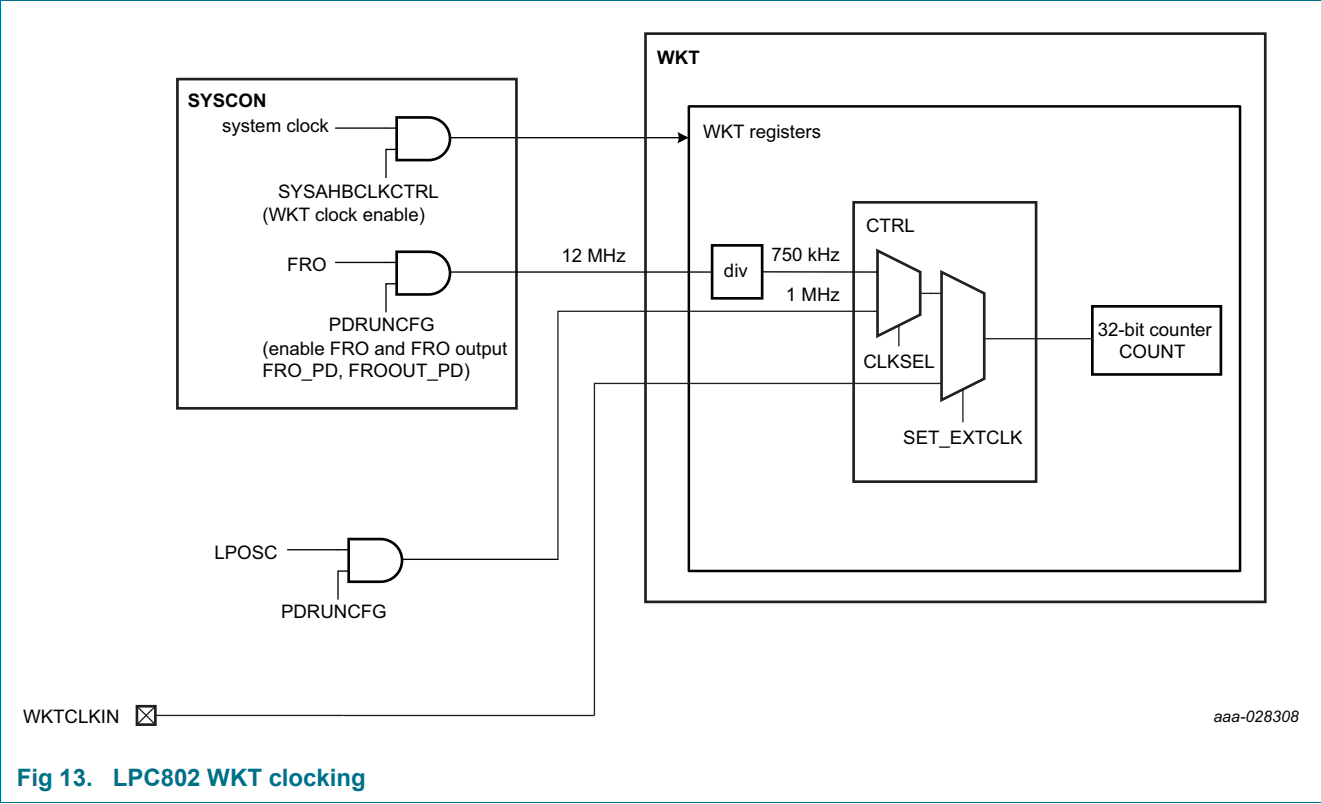 WKT
SYSCON
system clock
WKT registers
SYSAHBCLKCTRL
(WKT clock enable)
CTRL
FRO
12 MHz
div
750 kHz
1 MHz
PDRUNCFG
(enable FRO and FRO output
FRO_PD, FROOUT_PD)
CLKSEL
32-bit counter
COUNT
SET_EXTCLK
LPOSC
PDRUNCFG
WKTCLKIN
aaa-028308
Fig 13. LPC802 WKT clocking